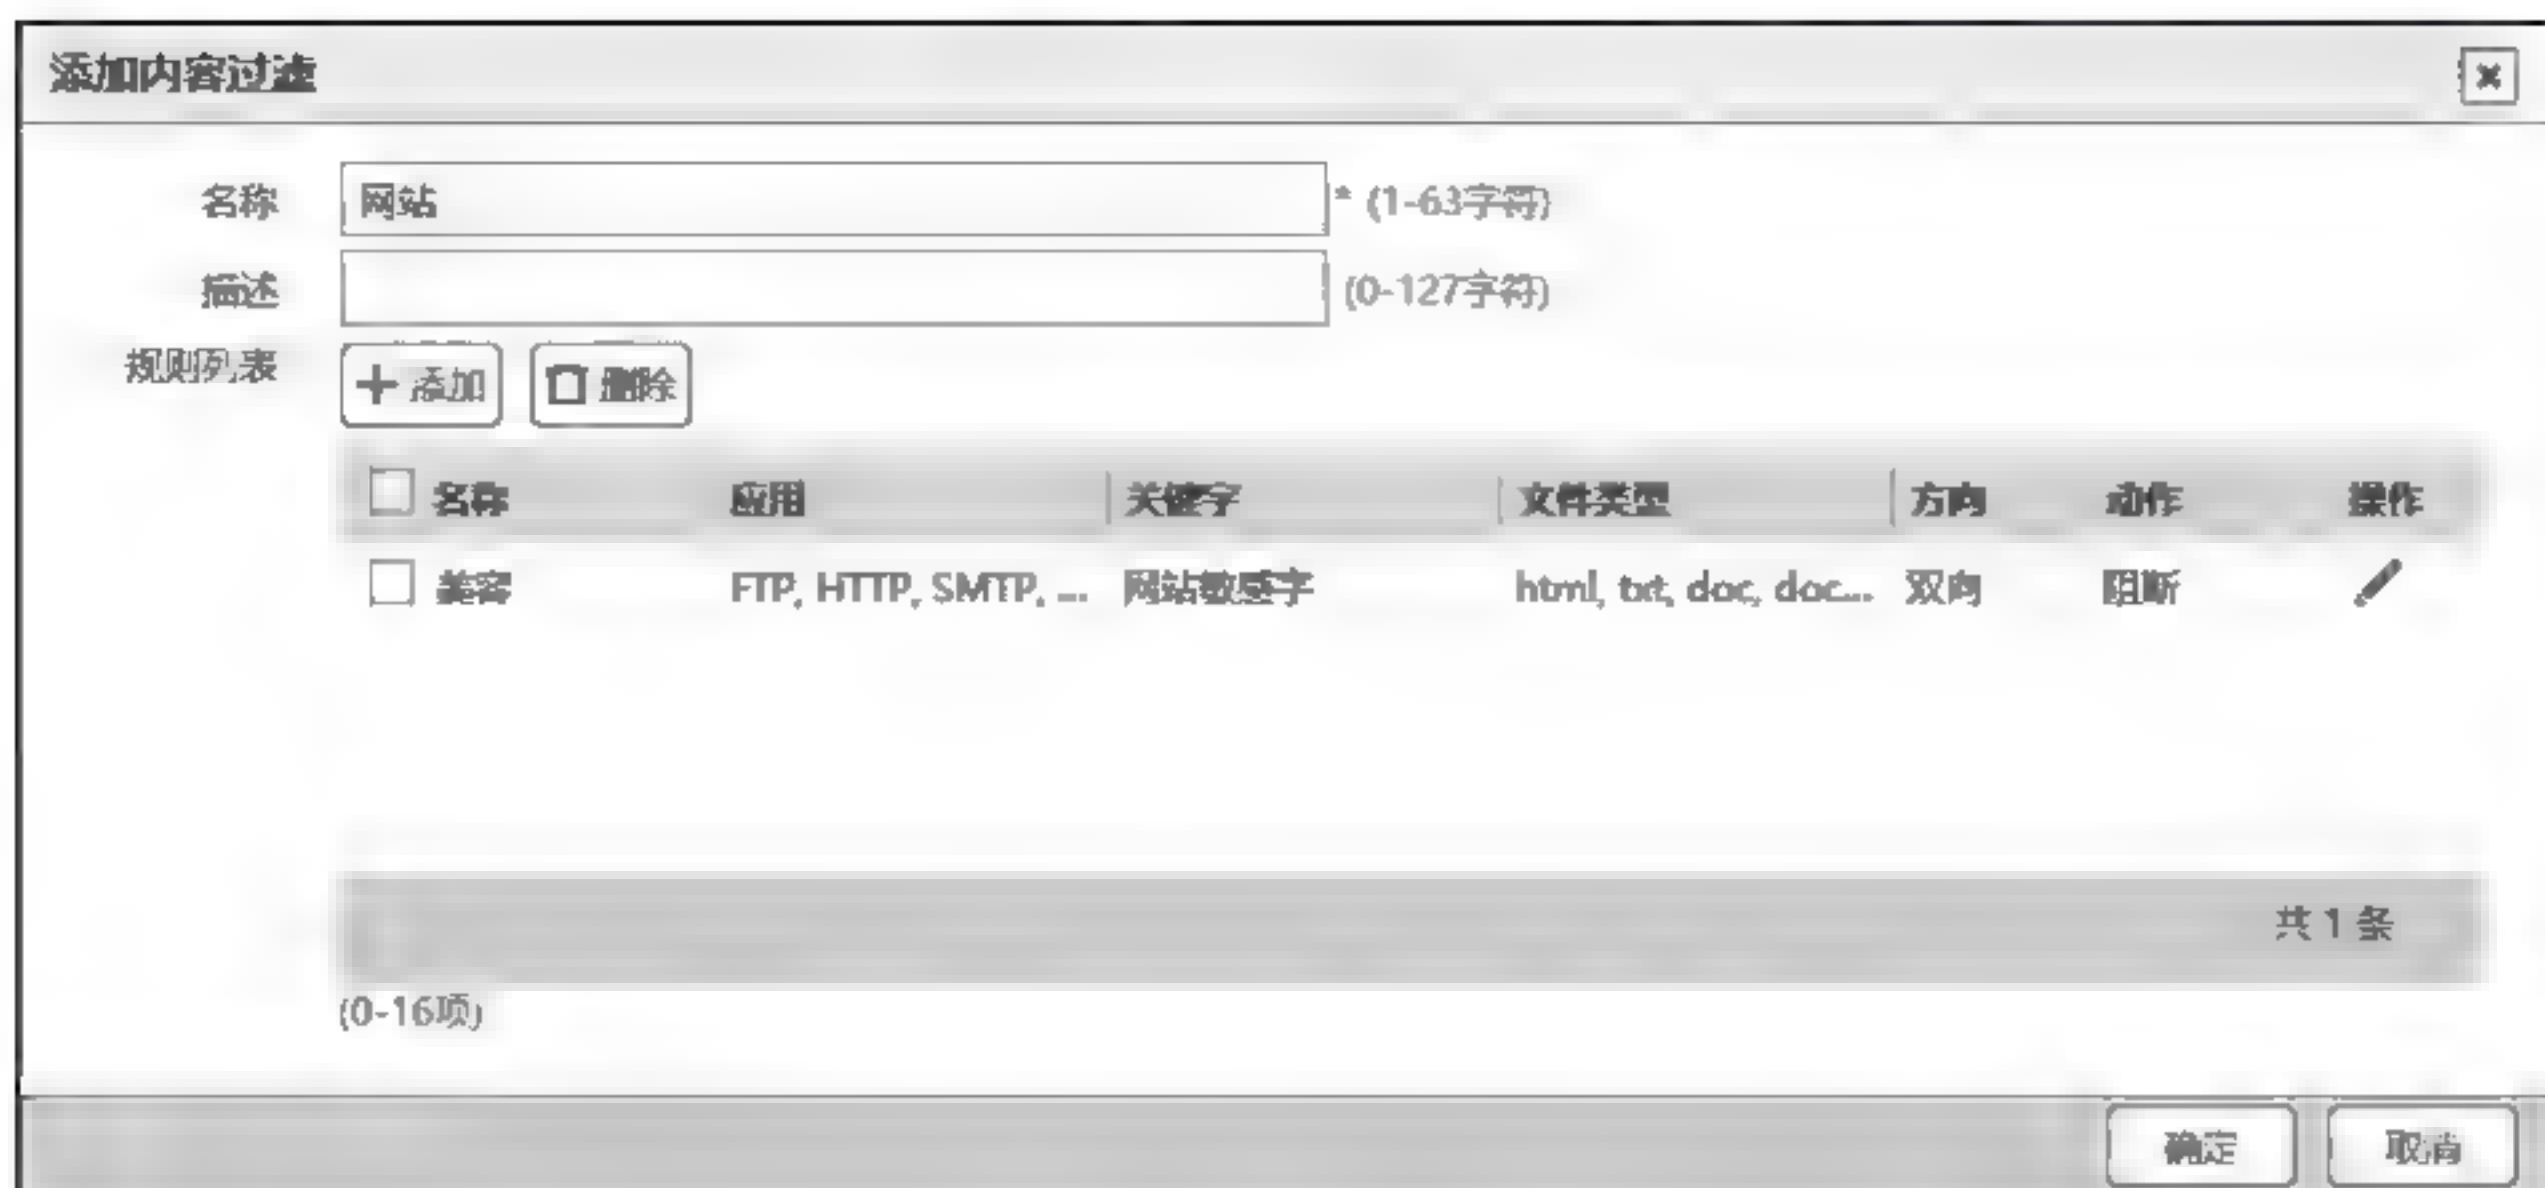 添加内容过滤
名称 网站 * (1-63字符)
描述 (0-127字符)
规则列表 添加 删除
名称 应用 关键字 文件类型 方向 动作 操作
FTP, HTTP, SMTP, ... 网站敏感字 html, txt, doc, doc... 双向 阻断
共 1 条
(0-16项)
确定 取消